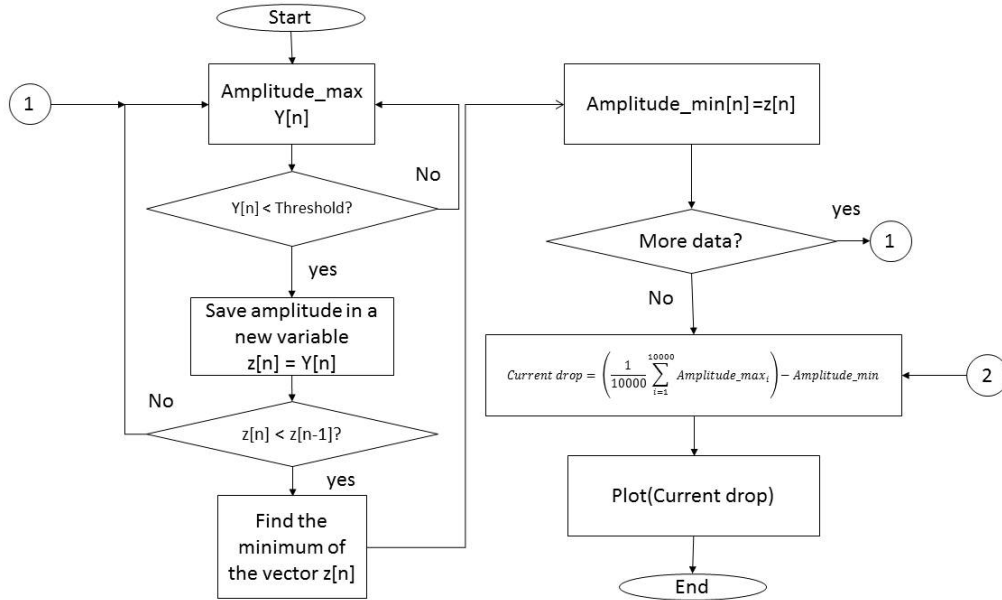 Start
1
Amplitude_max
Y[n]
No
Y[n] < Threshold?
yes
Save amplitude in a
new variable
z[n] = Y[n]
No
z[n] < z[n-1]?
yes
Find the
minimum of
the vector z[n]
Amplitude_min[n]=z[n]
yes
More data?
1
No
Current drop = (1/10000 ∑_{i=1}^{10000} Amplitude_max_i) − Amplitude_min
2
Plot(Current drop)
End